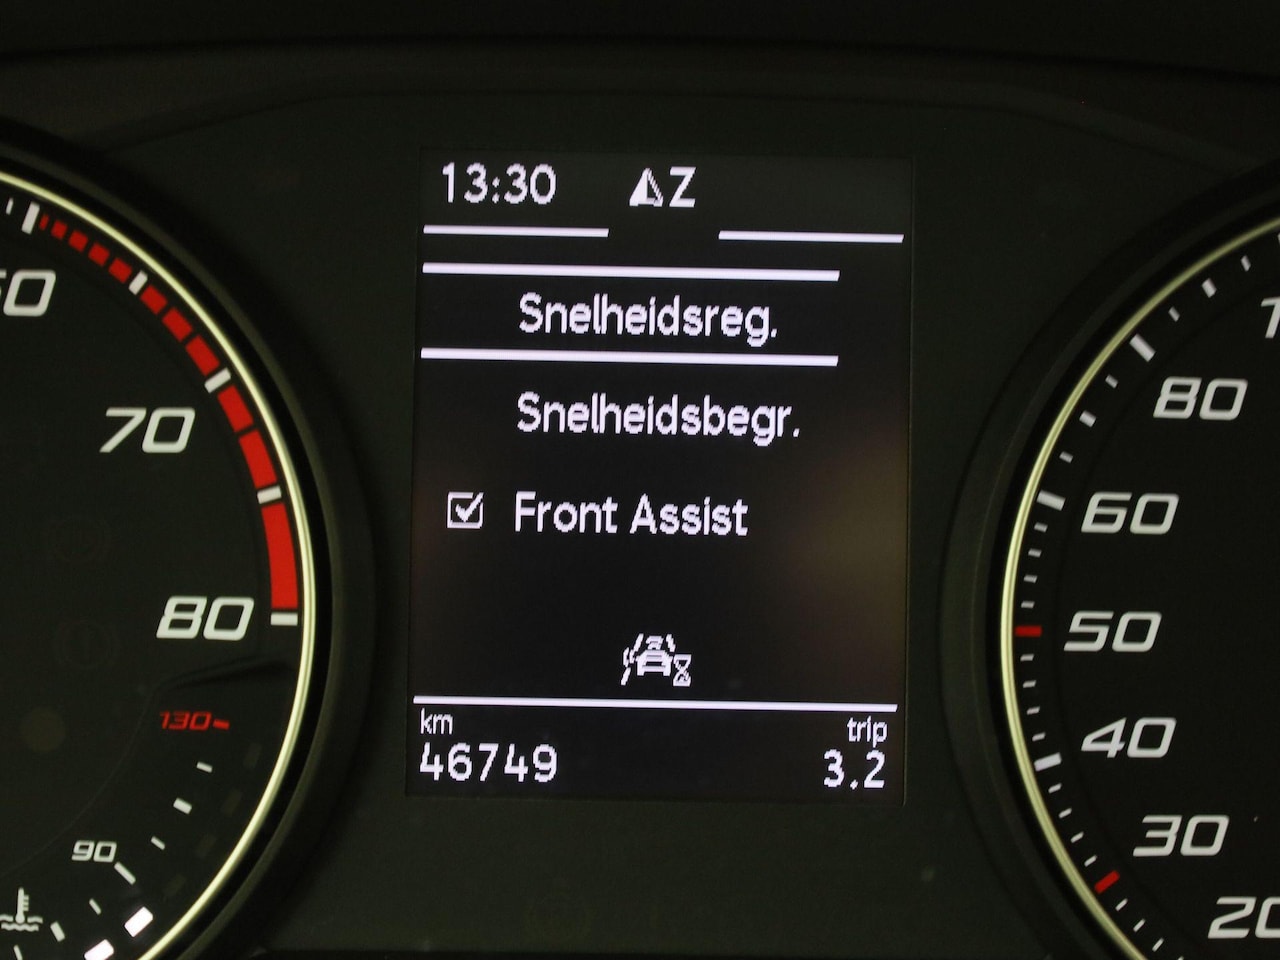 13:30 Z
Snelheidsreg.
Snelheidsbegr.
Front Assist
km
46749
trip
3.2
70
80
130
90
80
60
50
40
30
20